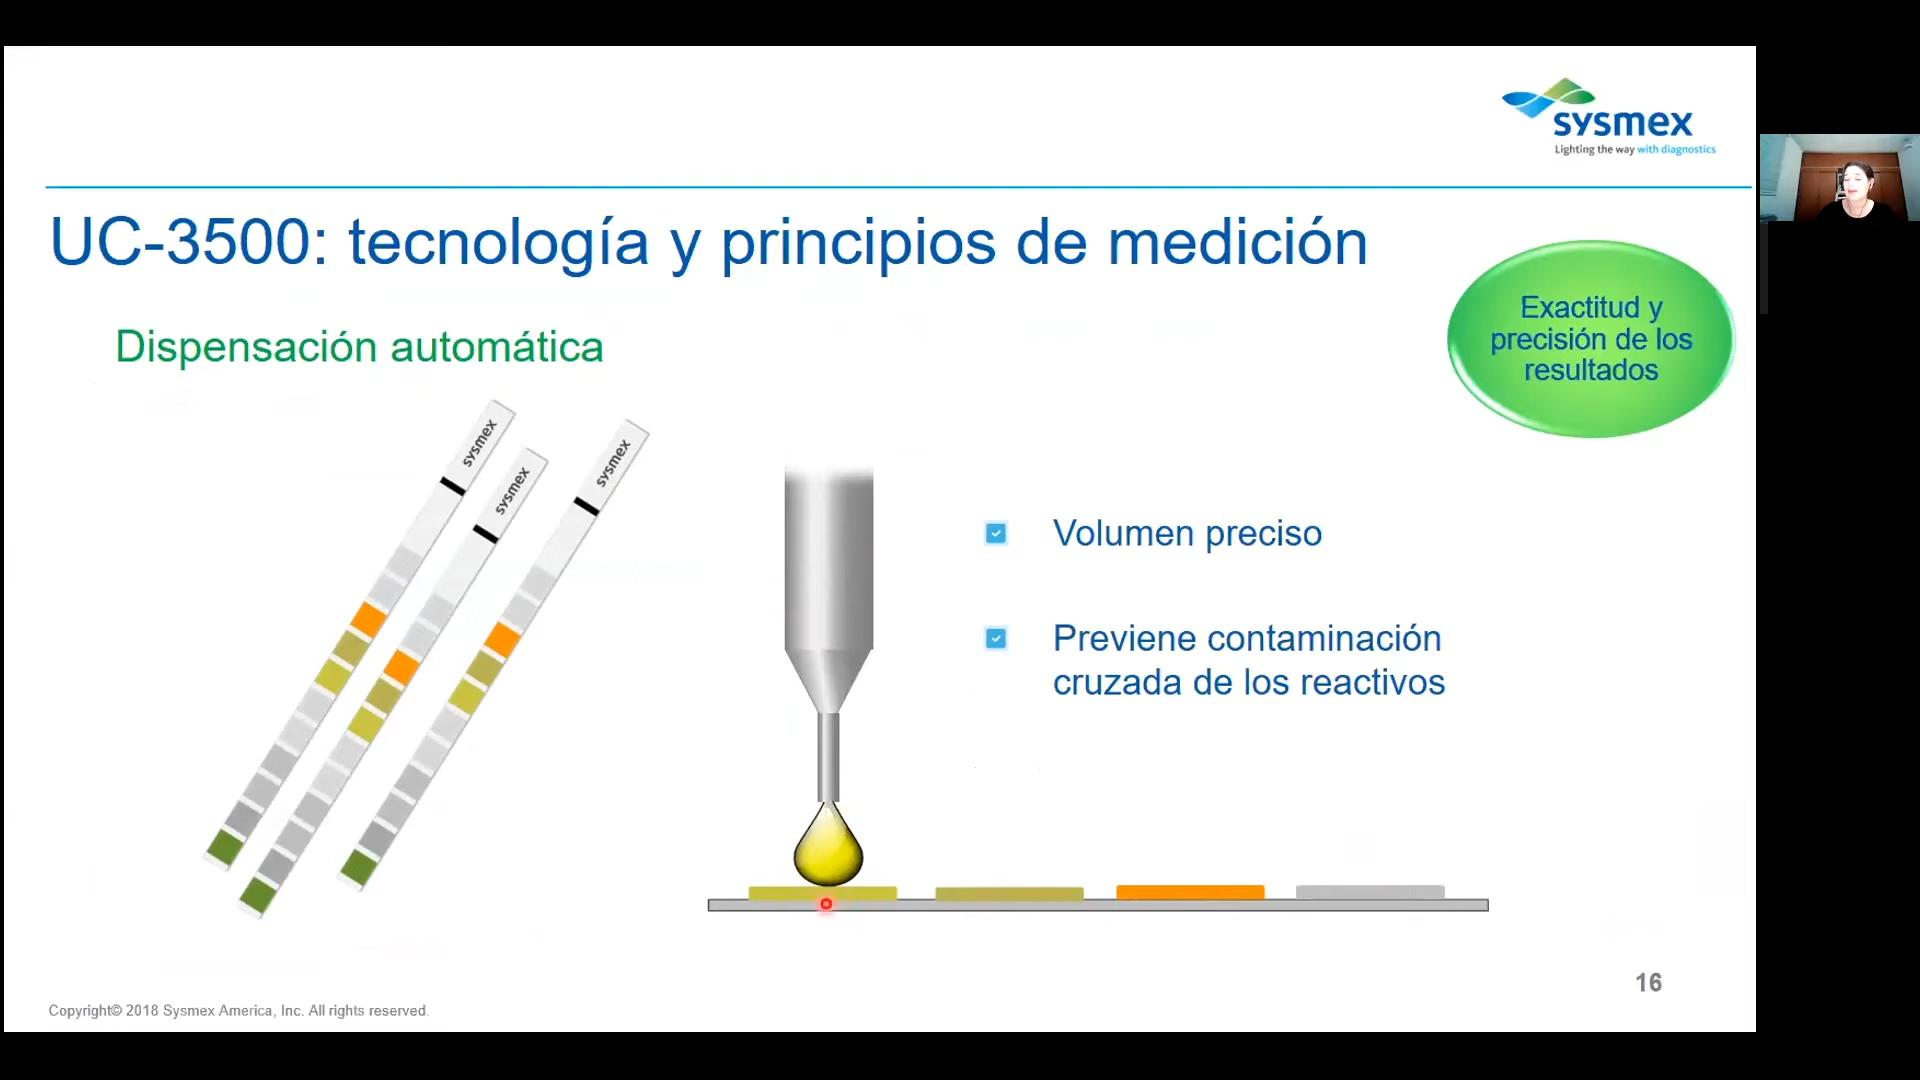 sysmex
Lighting the way with diagnostics
UC-3500: tecnología y principios de medición
Exactitud y
precisión de los
resultados
Dispensación automática
sysmex
sysmex
sysmex
Volumen preciso
Previene contaminación
cruzada de los reactivos
16
Copyright© 2018 Sysmex America, Inc. All rights reserved.